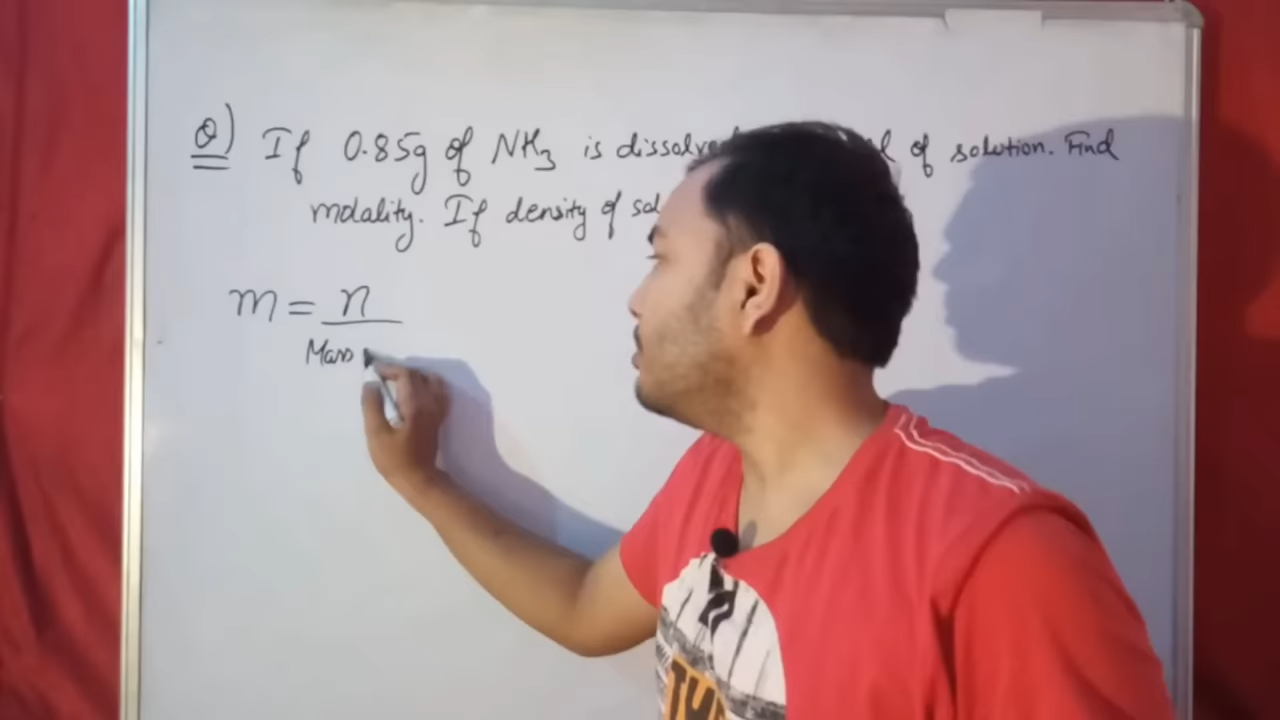 Q) If 0.85g of NH3 is dissolved of solution. Find
molality. If density of sol
m = n
Mass